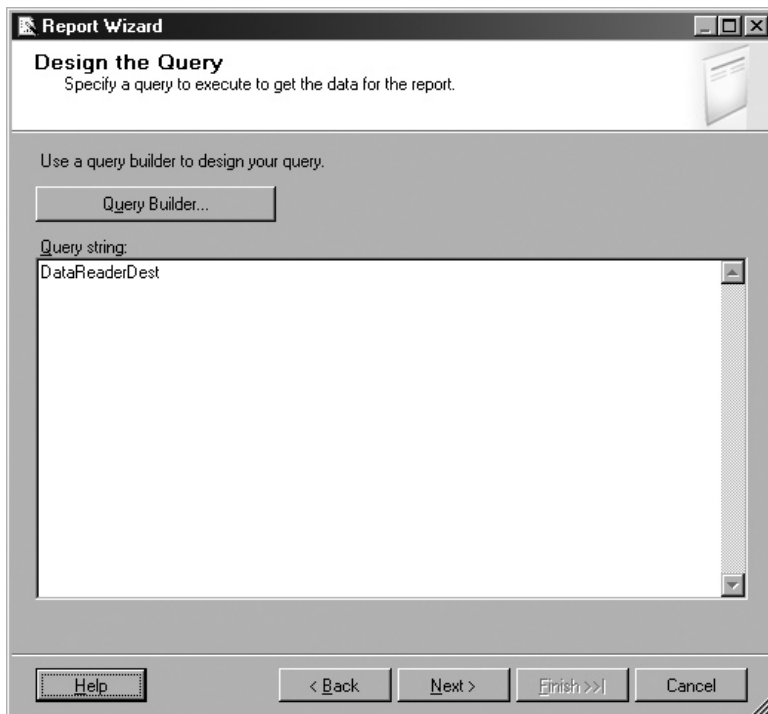 Report Wizard
Design the Query
Specify a query to execute to get the data for the report.
Use a query builder to design your query.
Query Builder...
Query string:
DataReaderDest
Help
< Back
Next >
Finish >>|
Cancel